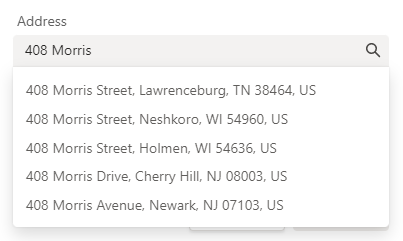 Address
408 Morris
408 Morris Street, Lawrenceburg, TN 38464, US
408 Morris Street, Neshkoro, WI 54960, US
408 Morris Street, Holmen, WI 54636, US
408 Morris Drive, Cherry Hill, NJ 08003, US
408 Morris Avenue, Newark, NJ 07103, US